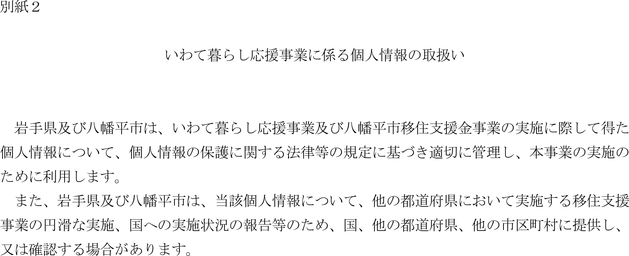 別紙２
いわて暮らし応援事業に係る個人情報の取扱い
岩手県及び八幡平市は、いわて暮らし応援事業及び八幡平市移住支援金事業の実施に際して得た
個人情報について、個人情報の保護に関する法律等の規定に基づき適切に管理し、本事業の実施の
ために利用します。
また、岩手県及び八幡平市は、当該個人情報について、他の都道府県において実施する移住支援
事業の円滑な実施、国への実施状況の報告等のため、国、他の都道府県、他の市区町村に提供し、
又は確認する場合があります。